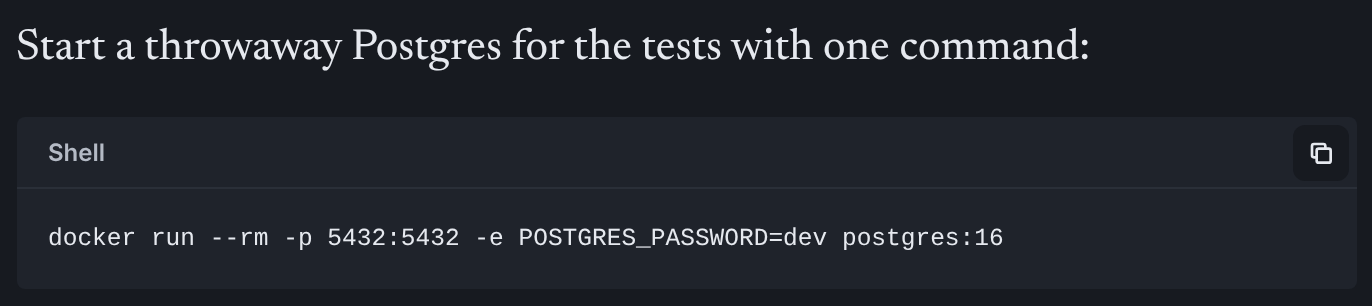 Start a throwaway Postgres for the tests with one command:
Shell
docker run --rm -p 5432:5432 -e POSTGRES_PASSWORD=dev postgres:16